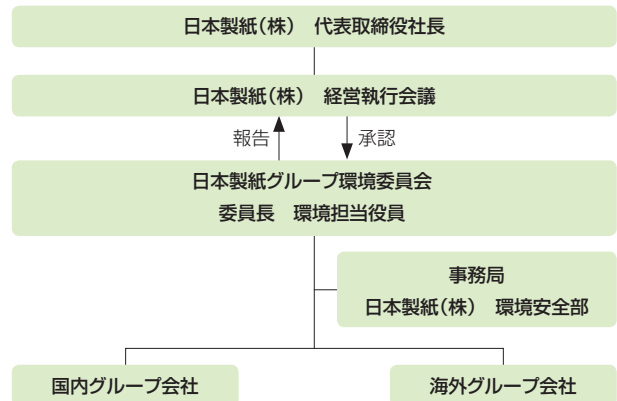 日本製紙(株) 代表取締役社長
日本製紙(株) 経営執行会議
報告
承認
日本製紙グループ環境委員会
委員長 環境担当役員
事務局
日本製紙(株) 環境安全部
国内グループ会社
海外グループ会社